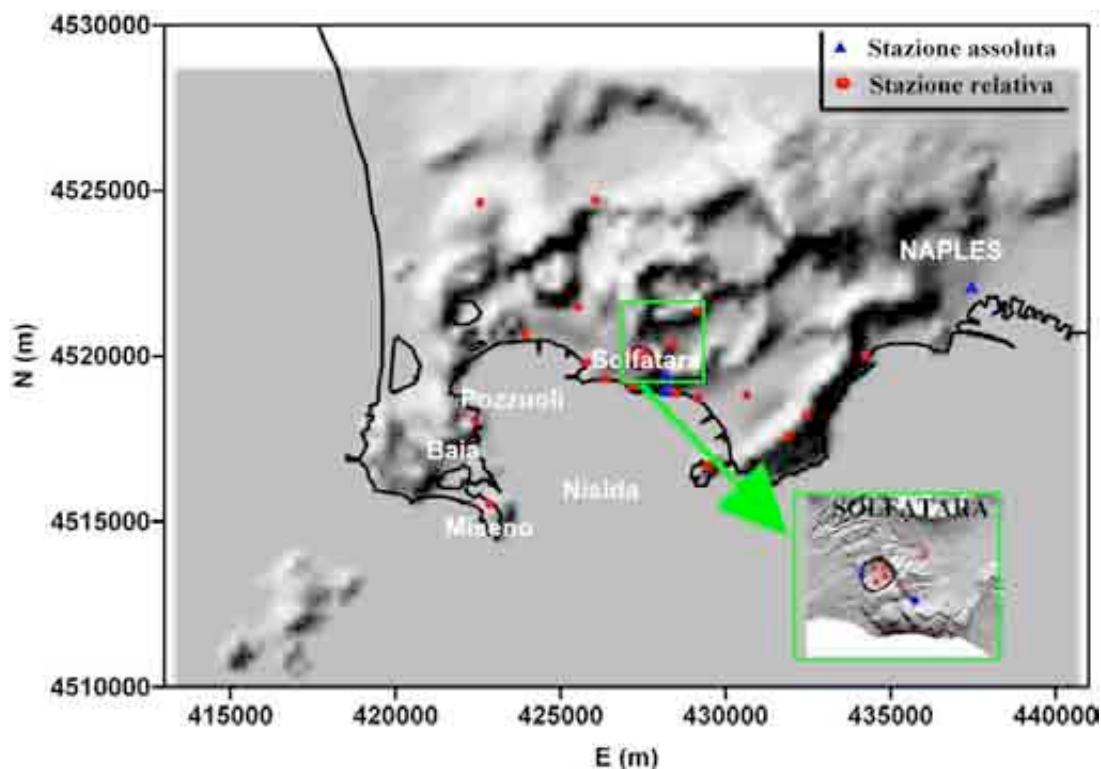 4530000
Stazione assoluta
Stazione relativa
4525000
NAPLES
N (m)
4520000
Solfatara
Pozzuoli
Baia
Nisida
4515000
Miseno
SOLFATARA
4510000
415000 420000 425000 430000 435000 440000
E (m)